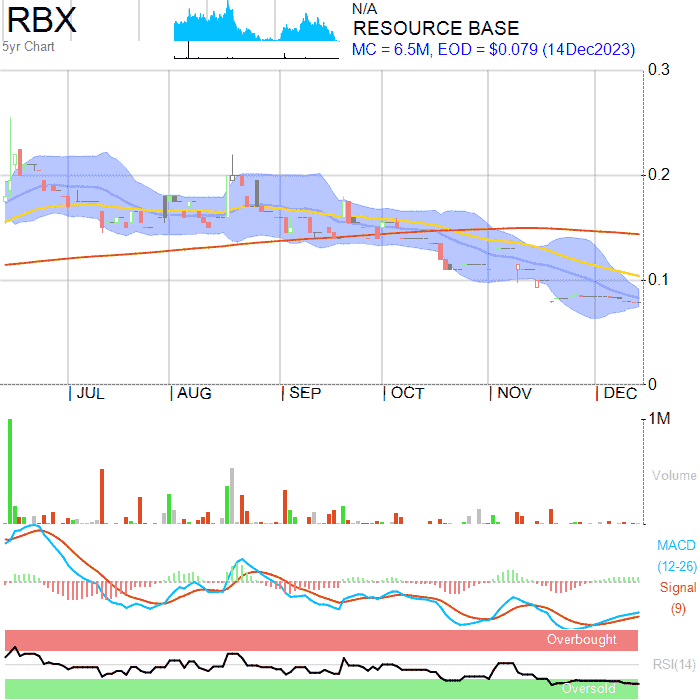 RBX
5yr Chart
N/A
RESOURCE BASE
MC = 6.5M, EOD = $0.079 (14Dec2023)
0.3
0.2
0.1
0
JUL AUG SEP OCT NOV DEC
1M
Volume
MACD
(12-26)
Signal
(9)
Overbought
RSI(14)
Oversold